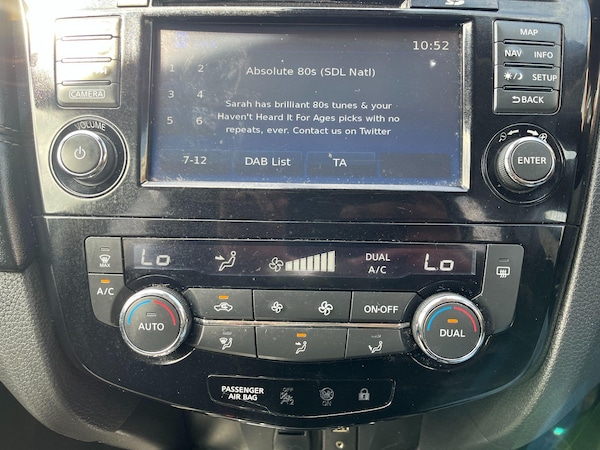 MAP
10:52
NAV INFO
1 2 Absolute 80s (SDL Natl)
SETUP
CAMERA
3 4 Sarah has brilliant 80s tunes & your
BACK
Haven't Heard It For Ages picks with no
5 6 repeats, ever. Contact us on Twitter
VOLUME
ENTER
7-12 DAB List TA
MAX
Lo
DUAL
A/C
Lo
A/C
ON·OFF
AUTO
DUAL
PASSENGER
AIR BAG
OFF
ON